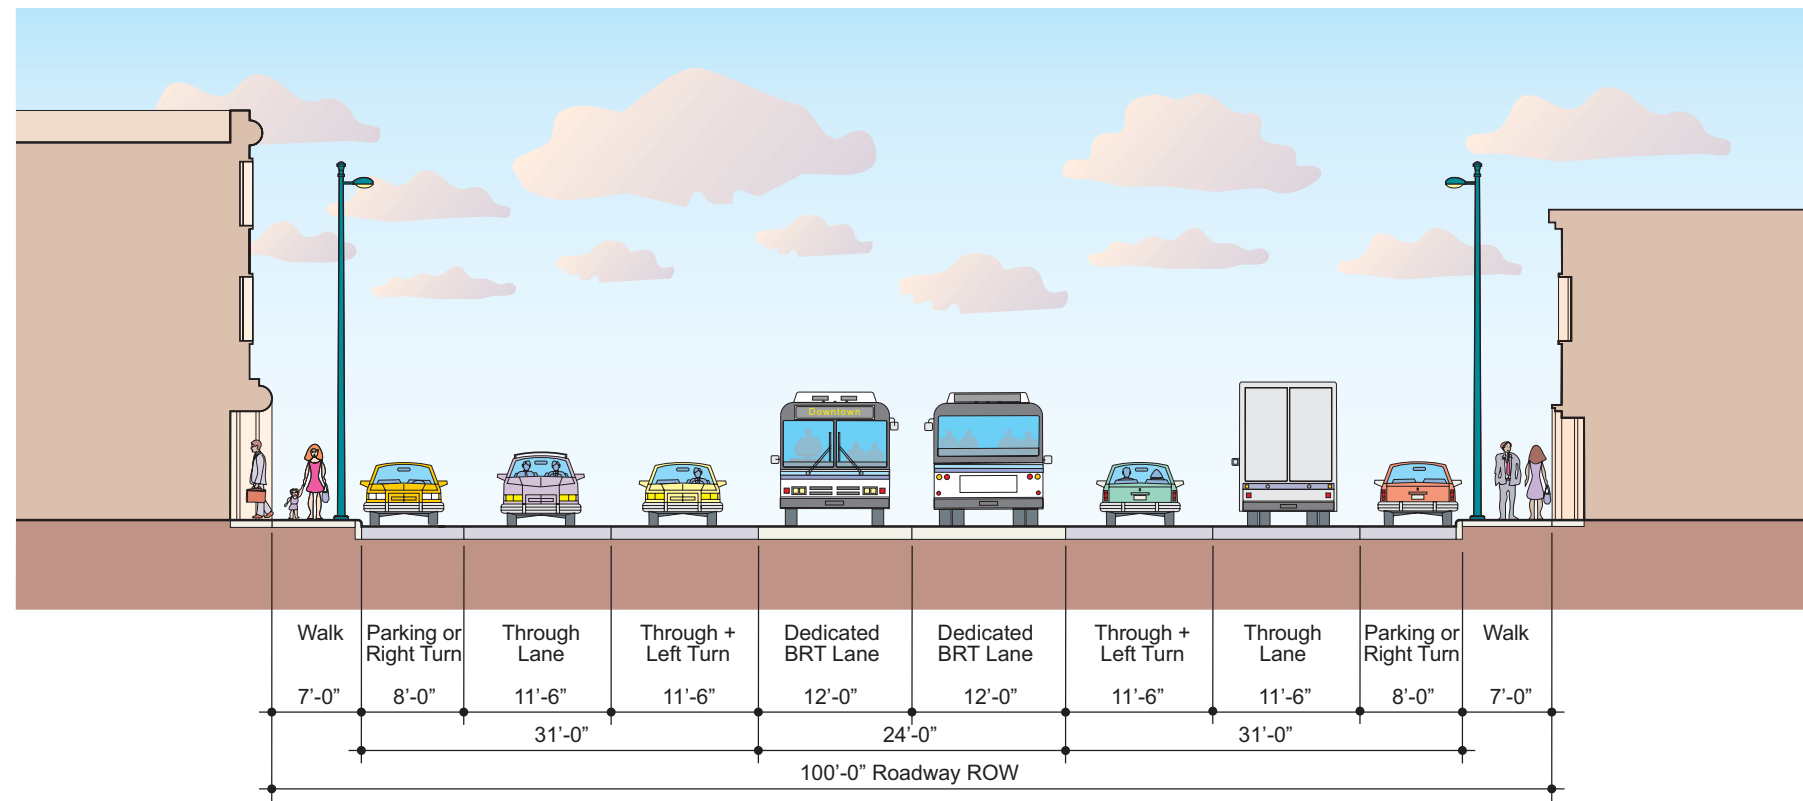 Downtown
Walk
Parking or
Right Turn
Through
Lane
Through +
Left Turn
Dedicated
BRT Lane
Dedicated
BRT Lane
Through +
Left Turn
Through
Lane
Parking or
Right Turn
Walk
7’-0”
8’-0”
11’-6”
11’-6”
12’-0”
12’-0”
11’-6”
11’-6”
8’-0”
7’-0”
31’-0”
24’-0”
31’-0”
100’-0” Roadway ROW